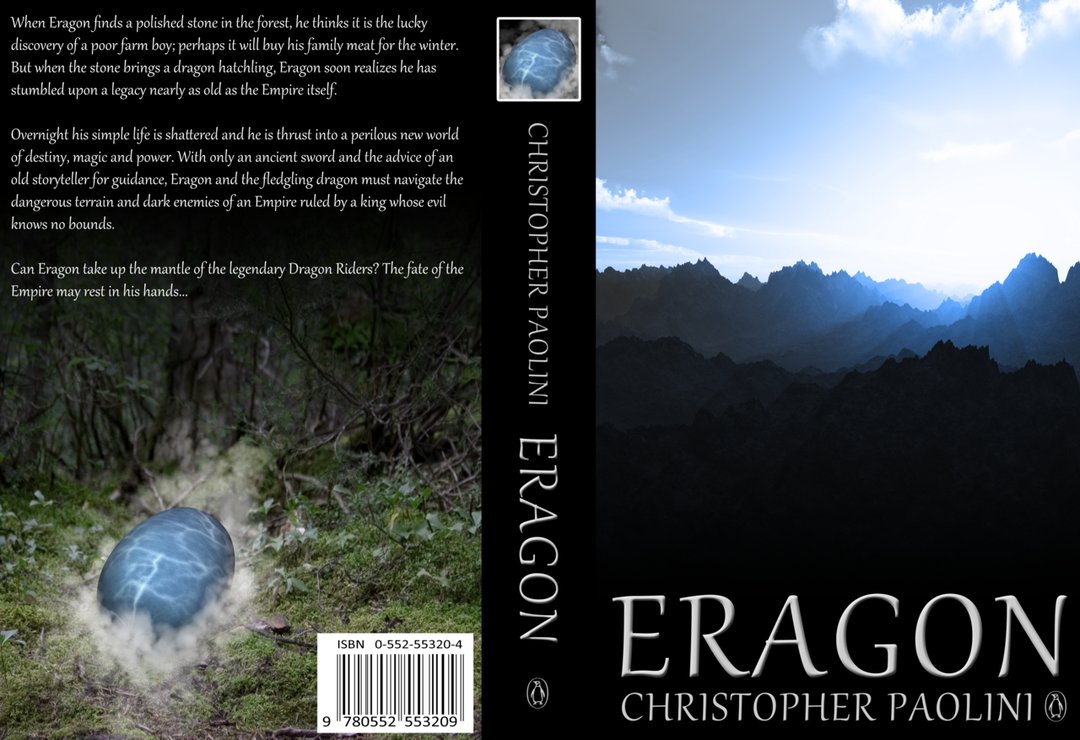 When Eragon finds a polished stone in the forest, he thinks it is the lucky
discovery of a poor farm boy; perhaps it will buy his family meat for the winter.
But when the stone brings a dragon hatchling, Eragon soon realizes he has
stumbled upon a legacy nearly as old as the Empire itself.
Overnight his simple life is shattered and he is thrust into a perilous new world
of destiny, magic and power. With only an ancient sword and the advice of an
old storyteller for guidance, Eragon and the fledgling dragon must navigate the
dangerous terrain and dark enemies of an Empire ruled by a king whose evil
knows no bounds.
Can Eragon take up the mantle of the legendary Dragon Riders? The fate of the
Empire may rest in his hands...
ISBN 0-552-55320-4
9 780552 553209
CHRISTOPHER PAOLINI
ERAGON
ERAGON
CHRISTOPHER PAOLINI